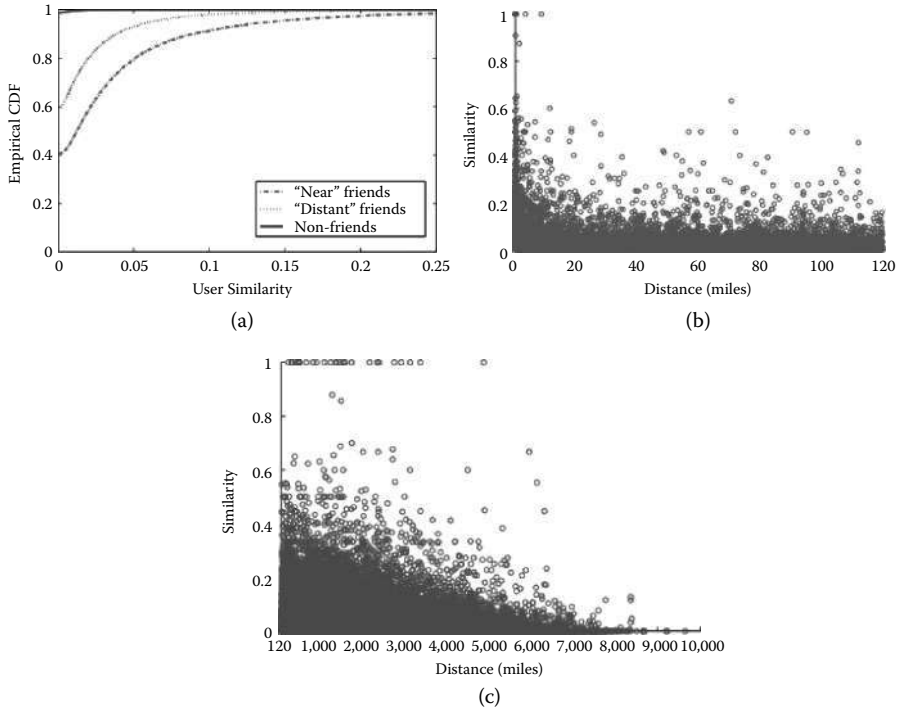 1
0.8
0.6
0.4
0.2
0
Empirical CDF
0 0.05 0.1 0.15 0.2 0.25
User Similarity
“Near” friends
“Distant” friends
Non-friends
(a)
1
0.8
0.6
0.4
0.2
0
Similarity
0 20 40 60 80 100 120
Distance (miles)
(b)
1
0.8
0.6
0.4
0.2
0
Similarity
120 1,000 2,000 3,000 4,000 5,000 6,000 7,000 8,000 9,000 10,000
Distance (miles)
(c)